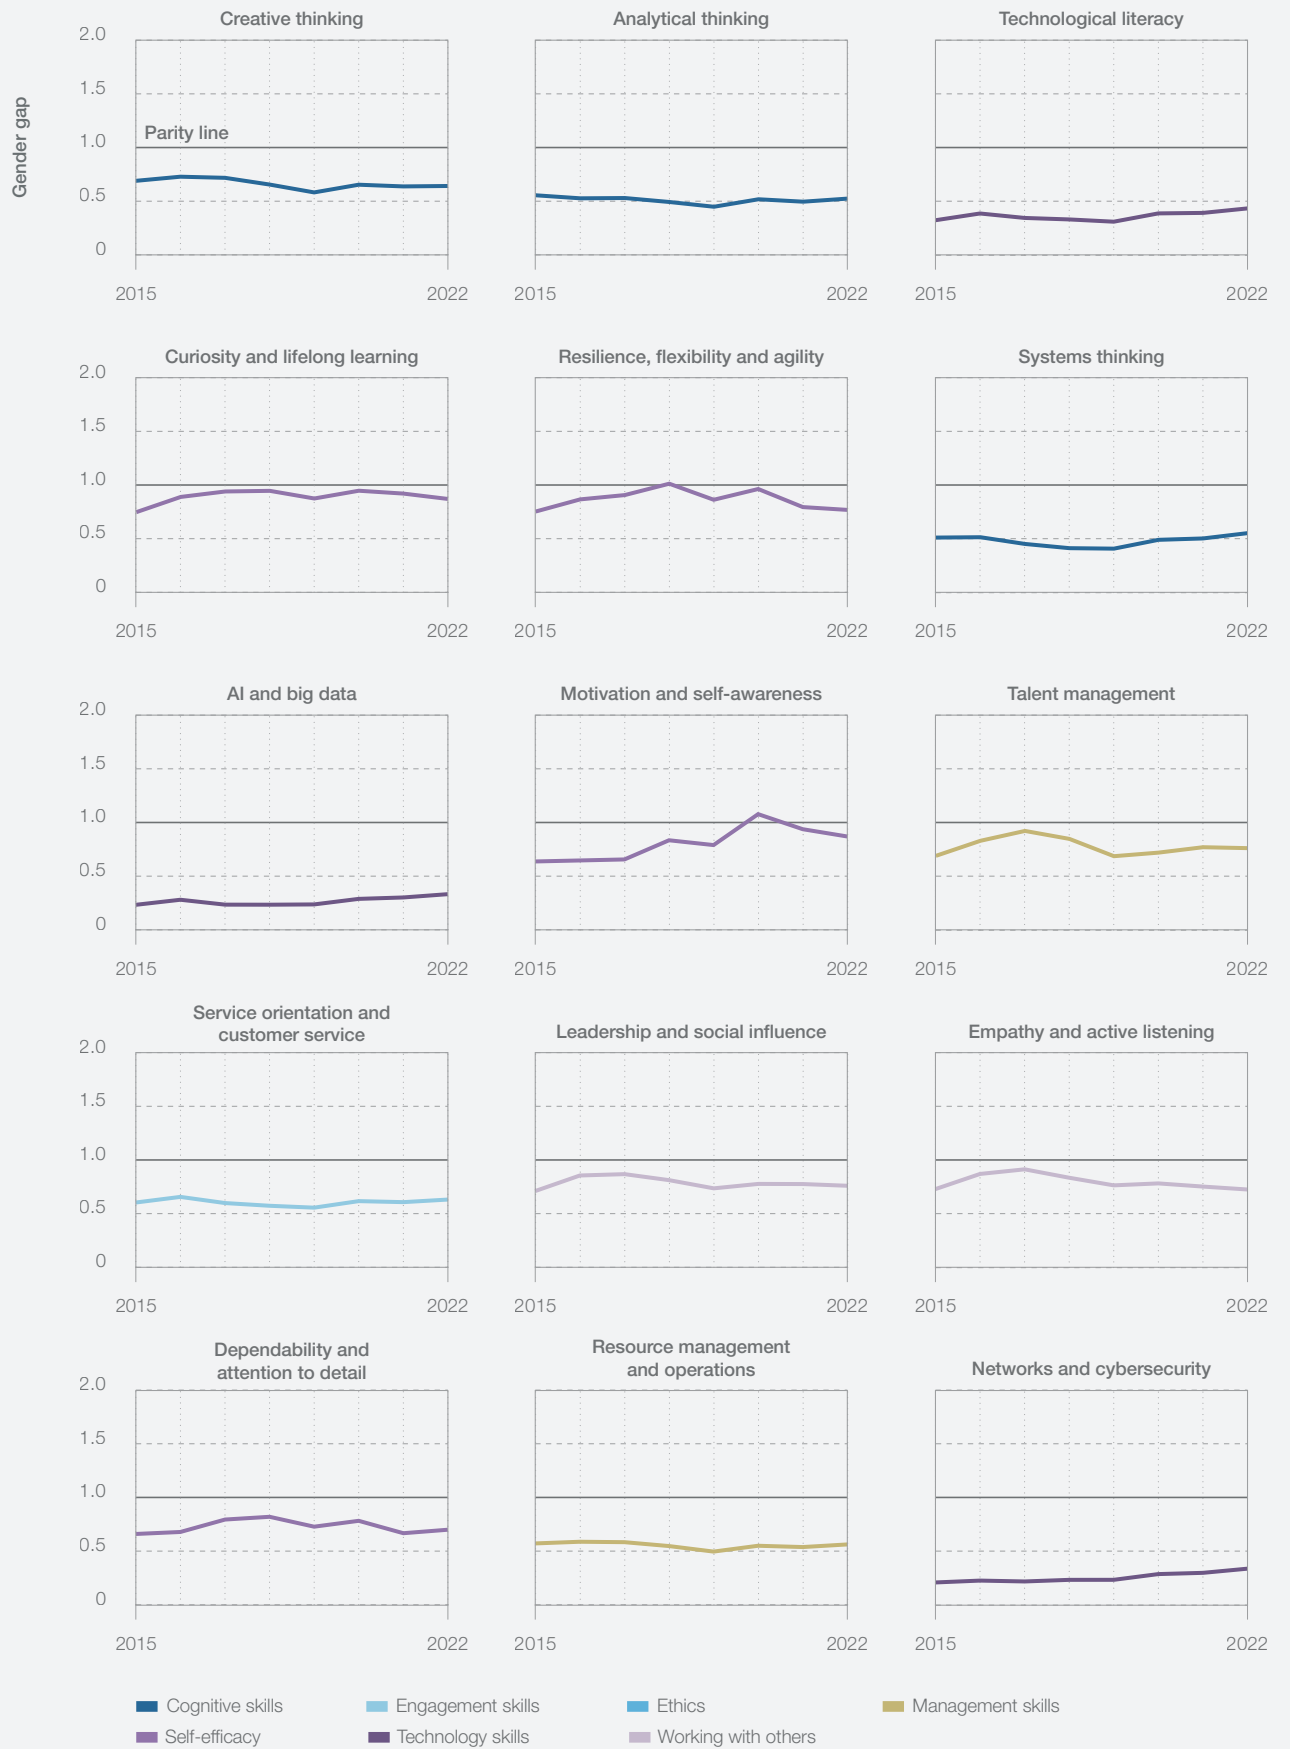 Creative thinking
Analytical thinking
Technological literacy
Gender gap
2.0
1.5
1.0
0.5
0
Parity line
2015
2022
2015
2022
2015
2022
Curiosity and lifelong learning
Resilience, flexibility and agility
Systems thinking
2.0
1.5
1.0
0.5
0
2015
2022
2015
2022
2015
2022
AI and big data
Motivation and self-awareness
Talent management
2.0
1.5
1.0
0.5
0
2015
2022
2015
2022
2015
2022
Service orientation and
customer service
Leadership and social influence
Empathy and active listening
2.0
1.5
1.0
0.5
0
2015
2022
2015
2022
2015
2022
Dependability and
attention to detail
Resource management
and operations
Networks and cybersecurity
2.0
1.5
1.0
0.5
0
2015
2022
2015
2022
2015
2022
Cognitive skills
Engagement skills
Ethics
Management skills
Self-efficacy
Technology skills
Working with others